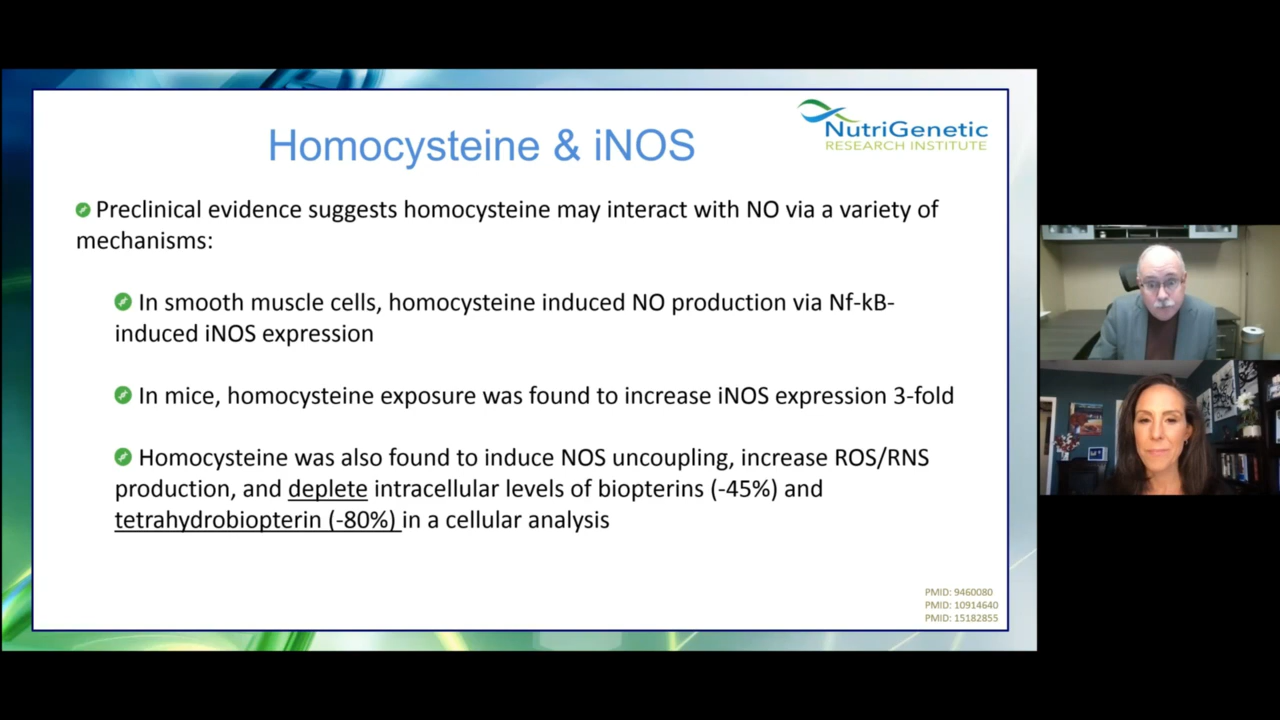 NutriGenetic
RESEARCH INSTITUTE
Homocysteine & iNOS
Preclinical evidence suggests homocysteine may interact with NO via a variety of
mechanisms:
In smooth muscle cells, homocysteine induced NO production via Nf-kB-
induced iNOS expression
In mice, homocysteine exposure was found to increase iNOS expression 3-fold
Homocysteine was also found to induce NOS uncoupling, increase ROS/RNS
production, and deplete intracellular levels of biopterins (-45%) and
tetrahydrobiopterin (-80%) in a cellular analysis
PMID: 9460080
PMID: 10914640
PMID: 15182855